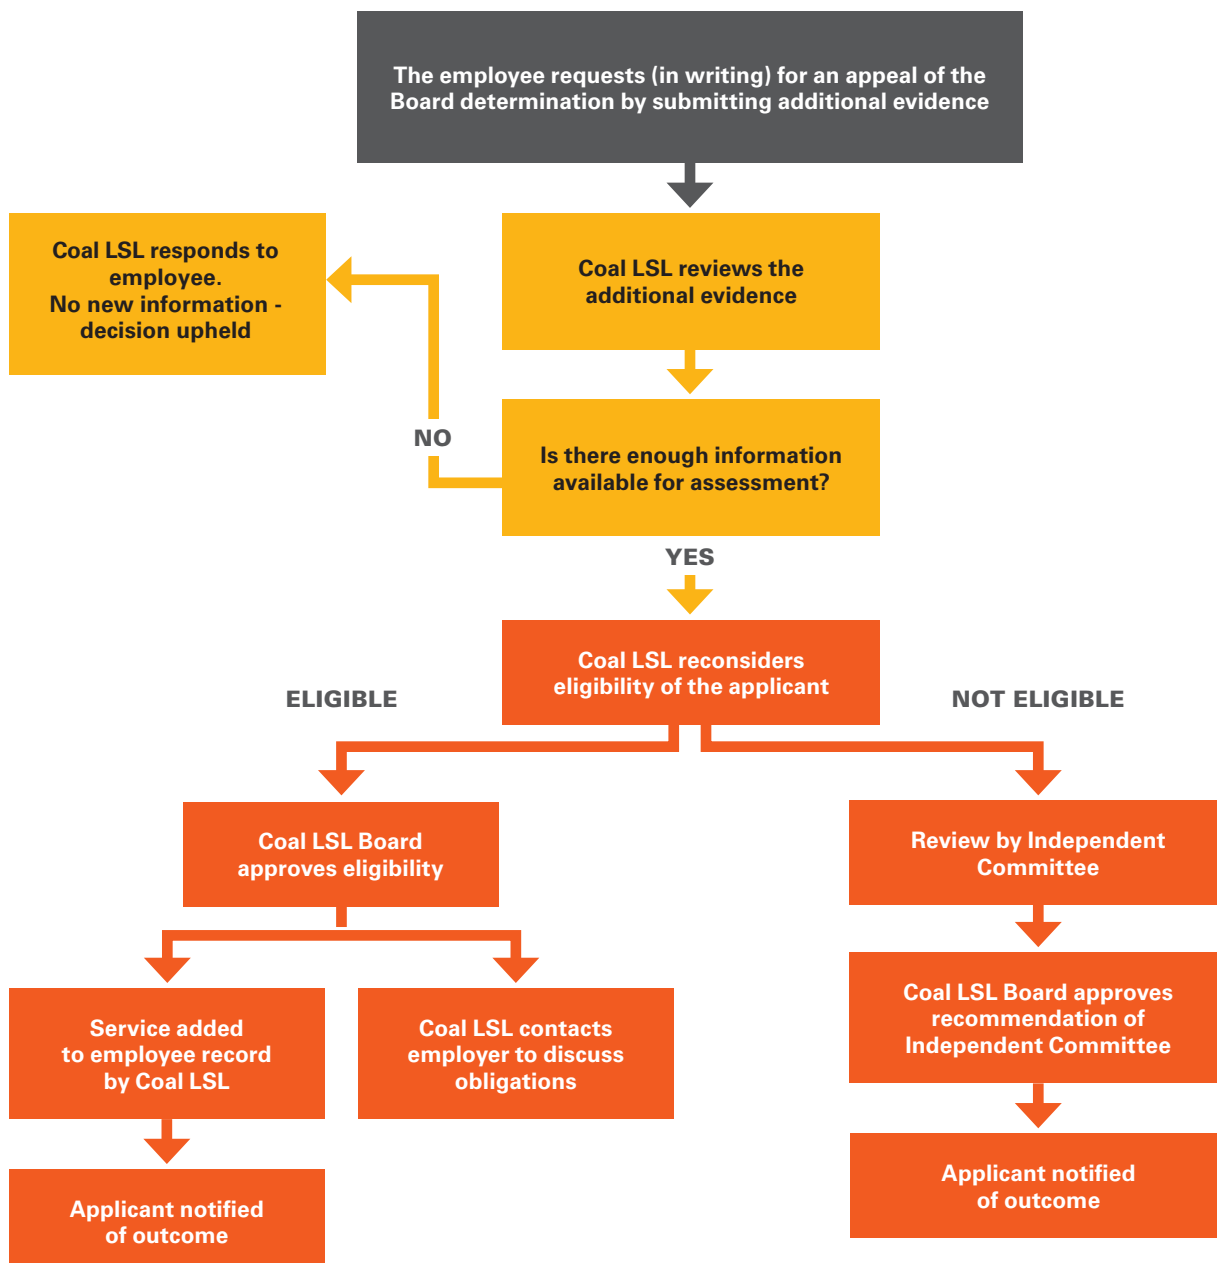 The employee requests (in writing) for an appeal of the
Board determination by submitting additional evidence
Coal LSL responds to
employee.
No new information -
decision upheld
Coal LSL reviews the
additional evidence
NO
Is there enough information
available for assessment?
YES
Coal LSL reconsiders
eligibility of the applicant
ELIGIBLE
NOT ELIGIBLE
Coal LSL Board
approves eligibility
Review by Independent
Committee
Service added
to employee record
by Coal LSL
Coal LSL contacts
employer to discuss
obligations
Coal LSL Board approves
recommendation of
Independent Committee
Applicant notified
of outcome
Applicant notified
of outcome